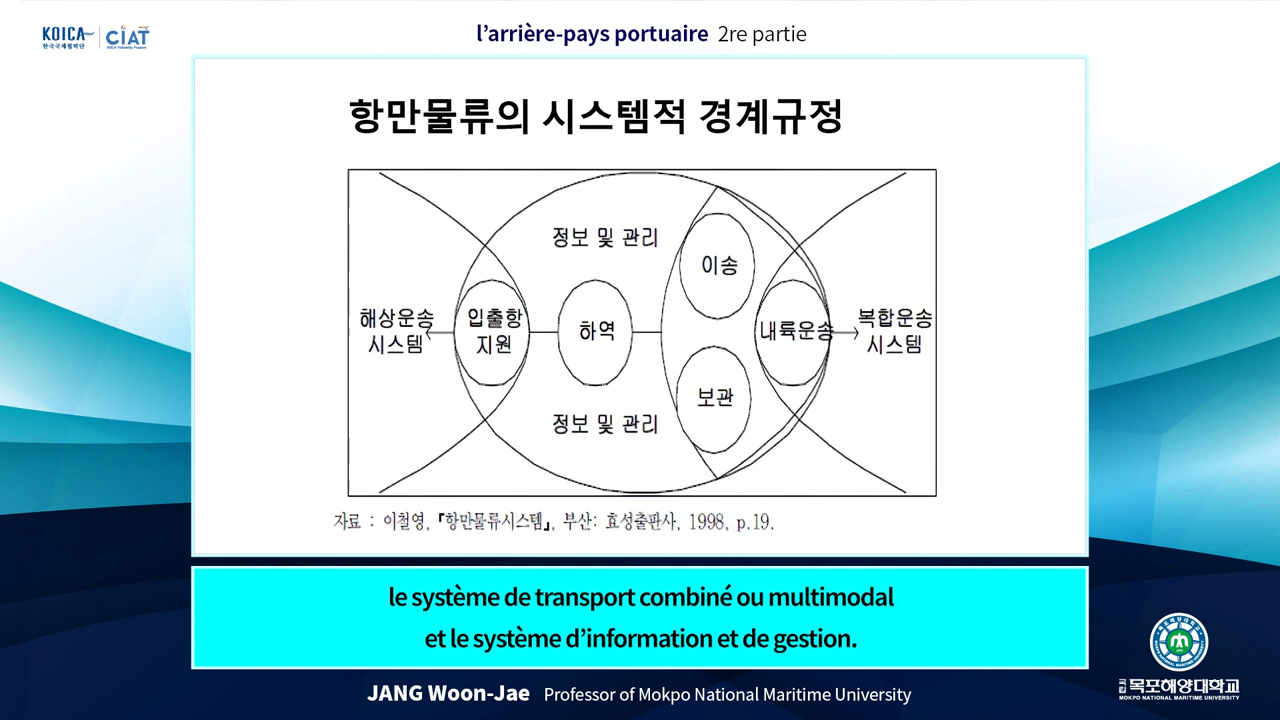 KOICA
한국국제협력단
CIAT
KOICA Fellowship Program
l’arrière-pays portuaire 2re partie
항만물류의 시스템적 경계규정
정보 및 관리
이송
해상운송
시스템
입출항
지원
하역
내륙운송
복합운송
시스템
보관
정보 및 관리
자료 : 이철영, 『항만물류시스템』, 부산: 효성출판사, 1998, p.19.
le système de transport combiné ou multimodal
et le système d’information et de gestion.
JANG Woon-Jae Professor of Mokpo National Maritime University
국립 목포해양대학교
MOKPO NATIONAL MARITIME UNIVERSITY